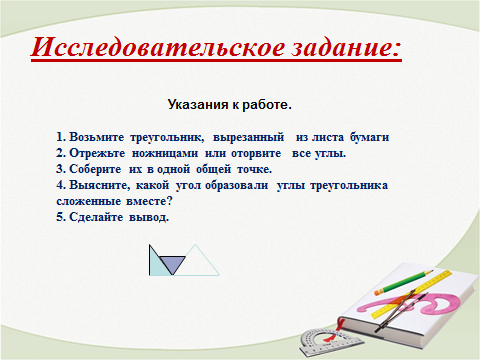 Исследовательское задание:
Указания к работе.
1. Возьмите треугольник, вырезанный из листа бумаги
2. Отрежьте ножницами или оторвите все углы.
3. Соберите их в одной общей точке.
4. Выясните, какой угол образовали углы треугольника
сложенные вместе?
5. Сделайте вывод.